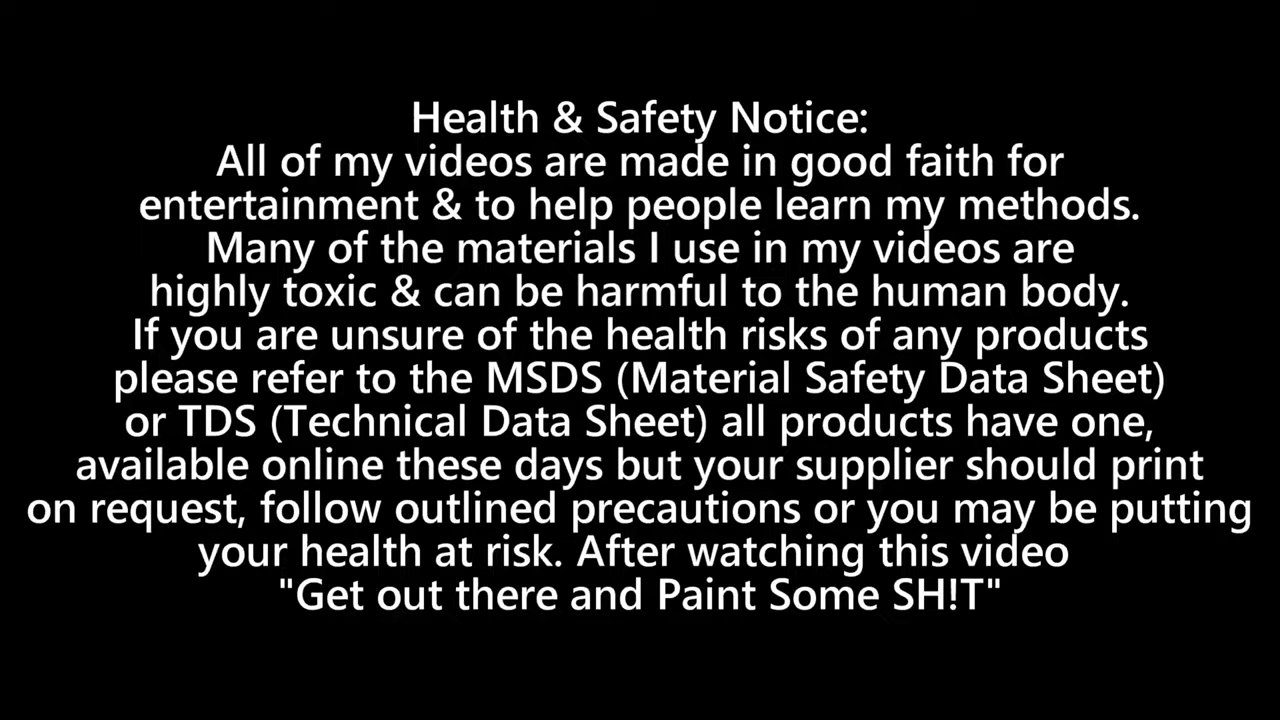 Health & Safety Notice:
All of my videos are made in good faith for
entertainment & to help people learn my methods.
Many of the materials I use in my videos are
highly toxic & can be harmful to the human body.
If you are unsure of the health risks of any products
please refer to the MSDS (Material Safety Data Sheet)
or TDS (Technical Data Sheet) all products have one,
available online these days but your supplier should print
on request, follow outlined precautions or you may be putting
your health at risk. After watching this video
"Get out there and Paint Some SH!T"